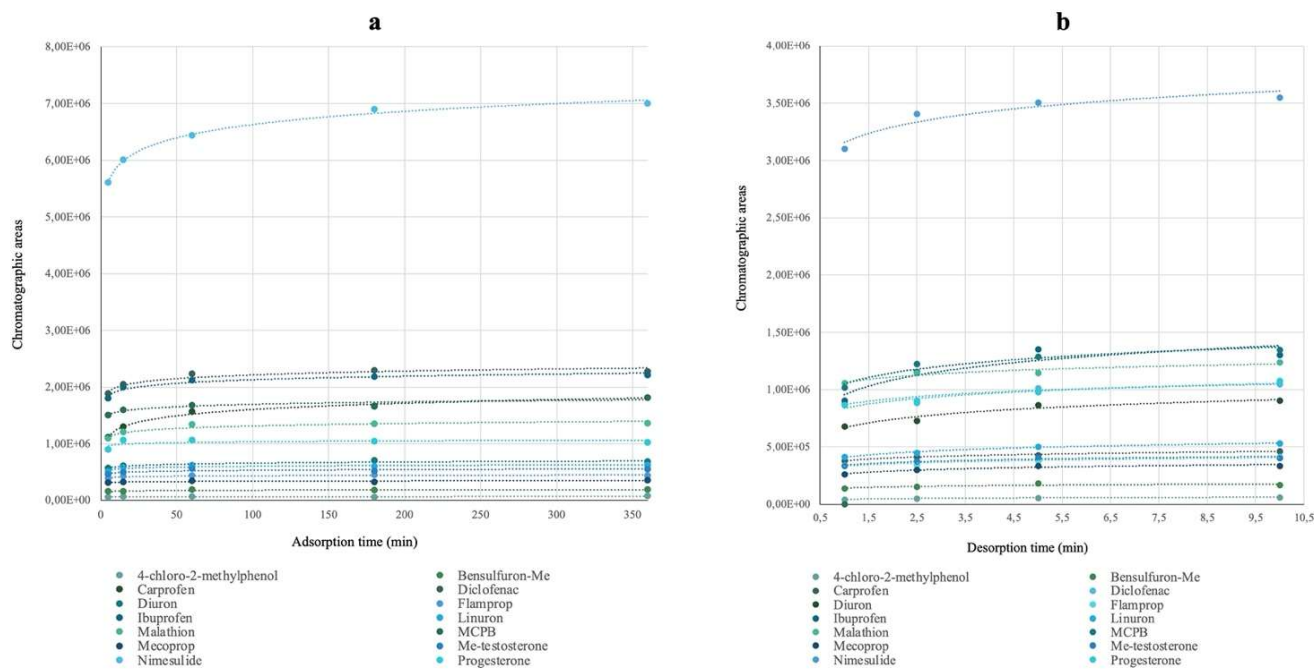 a
8,00E+06
7,00E+06
6,00E+06
5,00E+06
4,00E+06
3,00E+06
2,00E+06
1,00E+06
0,00E+00
Chromatographic areas
0 50 100 150 200 250 300 350
Adsorption time (min)
4-chloro-2-methylphenol
Carprofen
Diuron
Ibuprofen
Malathion
Mecoprop
Nimesulide
Bensulfuron-Me
Diclofenac
Flamprop
Linuron
MCPB
Me-testosterone
Progesterone
b
4,00E+06
3,50E+06
3,00E+06
2,50E+06
2,00E+06
1,50E+06
1,00E+06
5,00E+05
0,00E+00
Chromatographic areas
0,5 1,5 2,5 3,5 4,5 5,5 6,5 7,5 8,5 9,5 10,5
Desorption time (min)
4-chloro-2-methylphenol
Carprofen
Diuron
Ibuprofen
Malathion
Mecoprop
Nimesulide
Bensulfuron-Me
Diclofenac
Flamprop
Linuron
MCPB
Me-testosterone
Progesterone